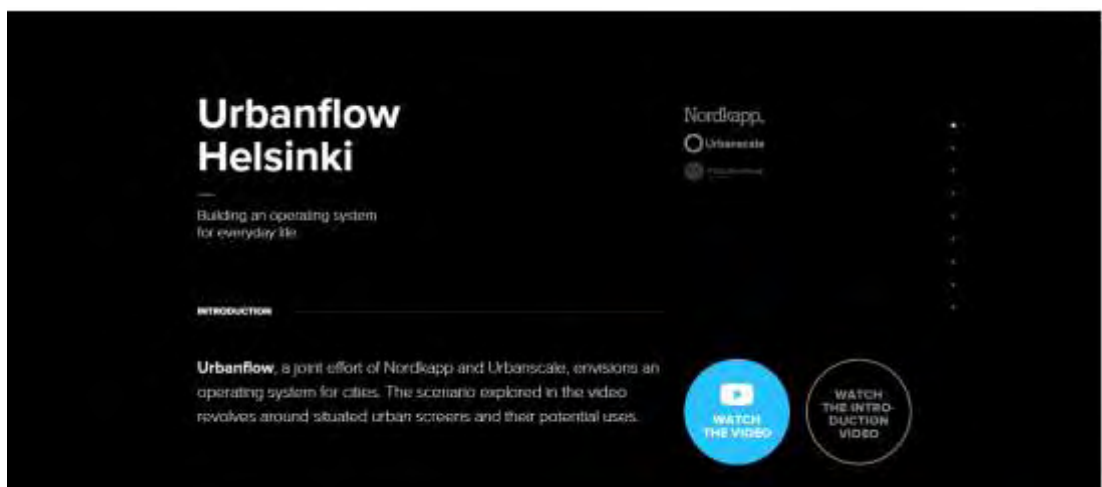 Urbanflow
Helsinki
Building an operating system
for everyday life
Nordkapp,
Urbanscale
INTRODUCTION
Urbanflow, a joint effort of Nordkapp and Urbanscale, envisions an
operating system for cities. The scenario explored in the video
revolves around situated urban screens and their potential uses.
WATCH
THE VIDEO
WATCH
THE INTRO-
DUCTION
VIDEO